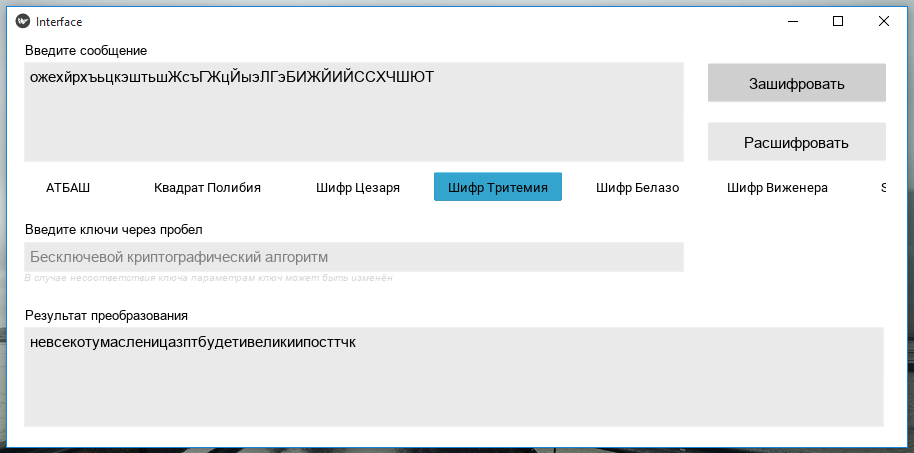 Interface
Введите сообщение
ожехйрхъьцкэштьшЖсъГЖцЙыэЛГэБИЖЙИЙССХЧШЮТ
Зашифровать
Расшифровать
АТБАШ Квадрат Полибия Шифр Цезаря Шифр Тритемия Шифр Белазо Шифр Виженера S
Введите ключи через пробел
Бесключевой криптографический алгоритм
В случае несоответствия ключа параметрам ключ может быть изменён
Результат преобразования
невсекотумасленицазптбудетивеликиипосттчк